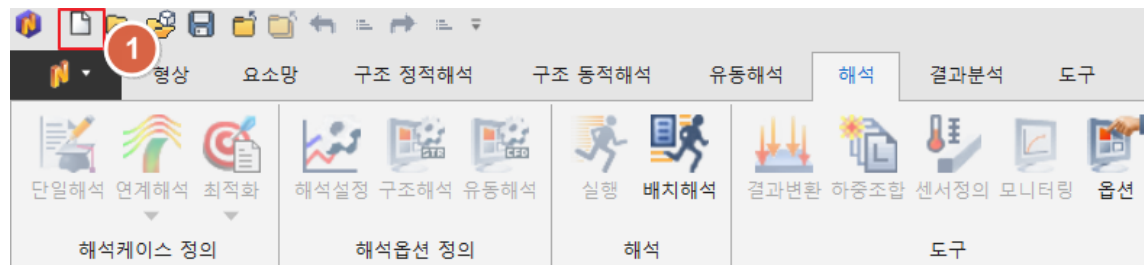 1
형상 요소망 구조 정적해석 구조 동적해석 유동해석 해석 결과분석 도구
단일해석 연계해석 최적화 해석설정 구조해석 유동해석 실행 배치해석 결과변환 하중조합 센서정의 모니터링 옵션
해석케이스 정의 해석옵션 정의 해석 도구